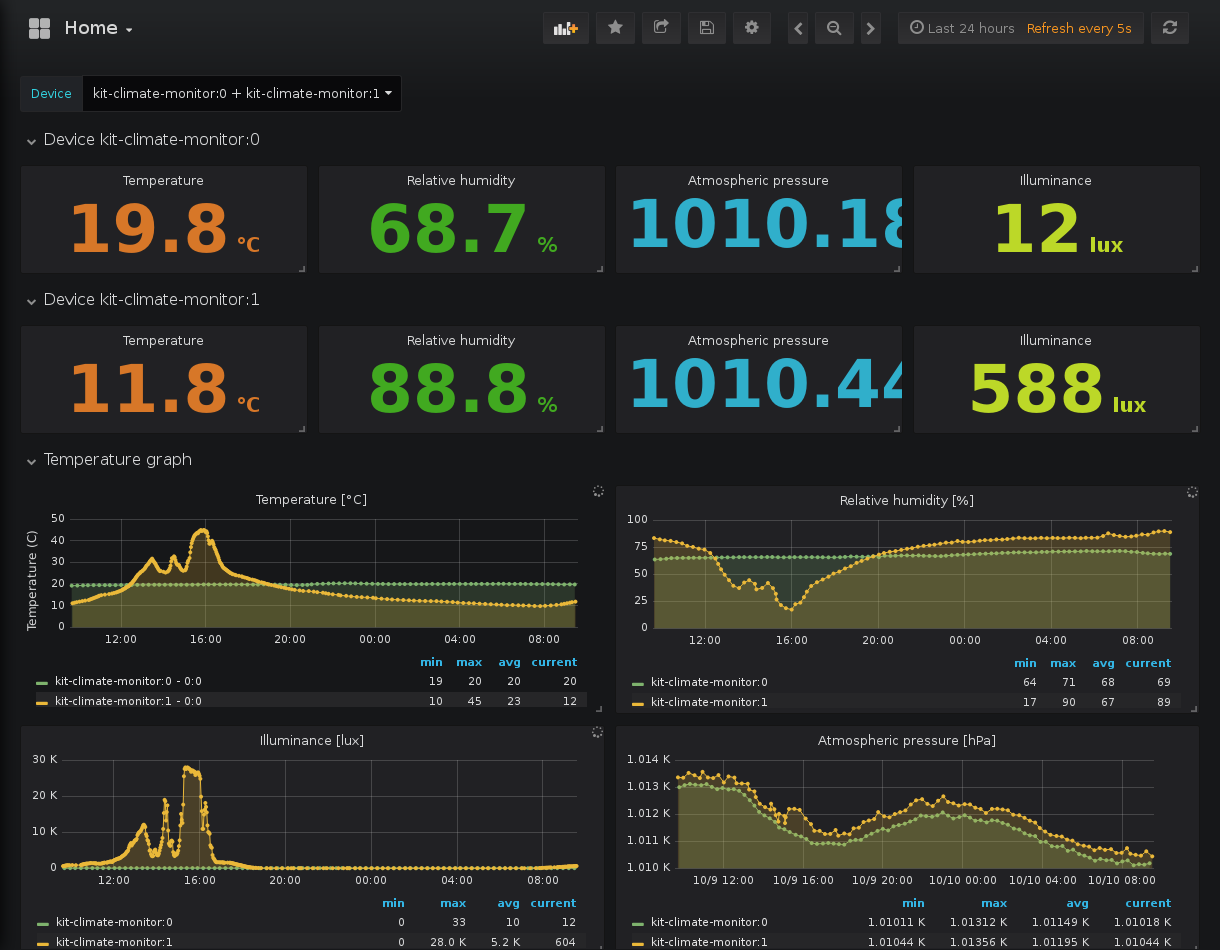 Home
Last 24 hours Refresh every 5s
Device kit-climate-monitor:0 + kit-climate-monitor:1
Device kit-climate-monitor:0
Temperature Relative humidity Atmospheric pressure Illuminance
19.8 °C 68.7 % 1010.18 12 lux
Device kit-climate-monitor:1
Temperature Relative humidity Atmospheric pressure Illuminance
11.8 °C 88.8 % 1010.44 588 lux
Temperature graph
Temperature [°C]
Temperature (C)
50
40
30
20
10
0
12:00 16:00 20:00 00:00 04:00 08:00
min max avg current
kit-climate-monitor:0 - 0:0 19 20 20 20
kit-climate-monitor:1 - 0:0 10 45 23 12
Relative humidity [%]
100
75
50
25
0
12:00 16:00 20:00 00:00 04:00 08:00
min max avg current
kit-climate-monitor:0 64 71 68 69
kit-climate-monitor:1 17 90 67 89
Illuminance [lux]
30 K
20 K
10 K
0
12:00 16:00 20:00 00:00 04:00 08:00
min max avg current
kit-climate-monitor:0 0 33 10 12
kit-climate-monitor:1 0 28.0 K 5.2 K 604
Atmospheric pressure [hPa]
1.014 K
1.013 K
1.012 K
1.011 K
1.010 K
10/9 12:00 10/9 16:00 10/9 20:00 10/10 00:00 10/10 04:00 10/10 08:00
min max avg current
kit-climate-monitor:0 1.01011 K 1.01312 K 1.01149 K 1.01018 K
kit-climate-monitor:1 1.01044 K 1.01356 K 1.01195 K 1.01044 K